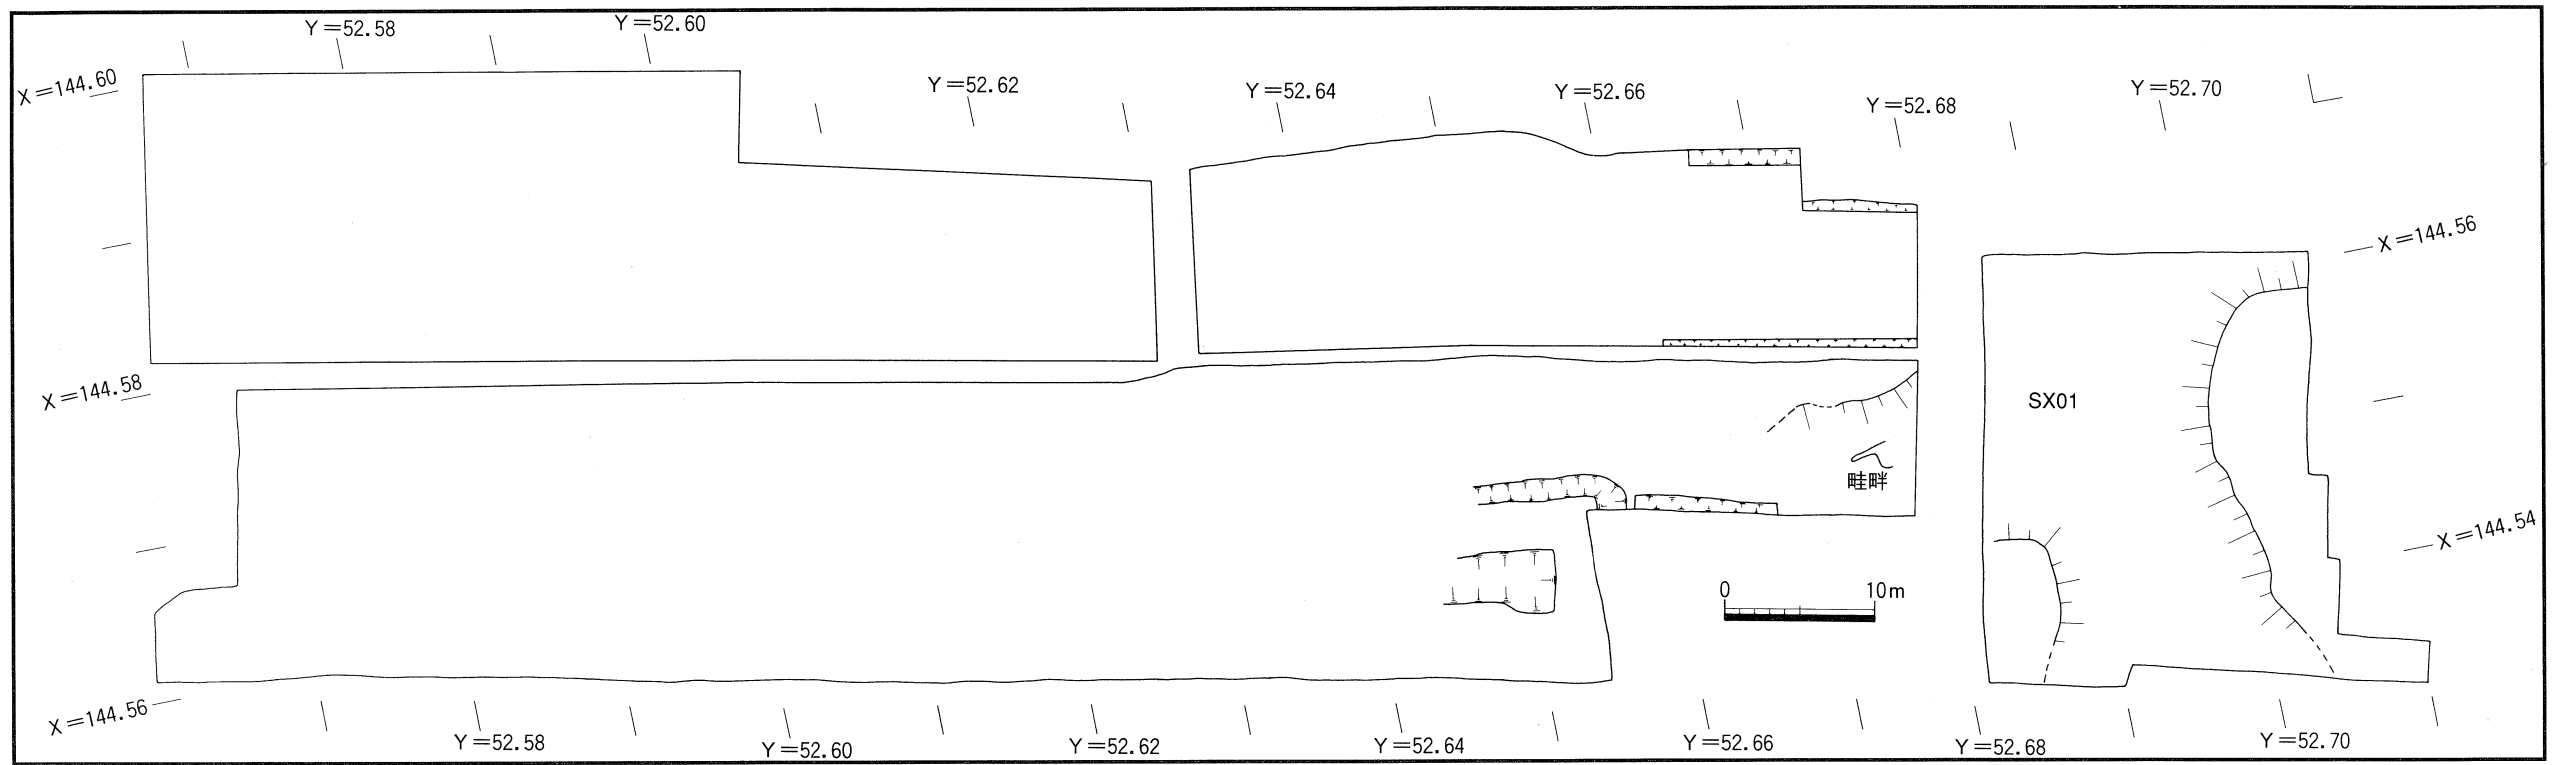 Y=52.58
Y=52.60
Y=52.62
Y=52.64
Y=52.66
Y=52.68
Y=52.70
X=144.60
X=144.56
X=144.58
SX01
畦畔
X=144.54
0 10m
X=144.56
Y=52.58
Y=52.60
Y=52.62
Y=52.64
Y=52.66
Y=52.68
Y=52.70